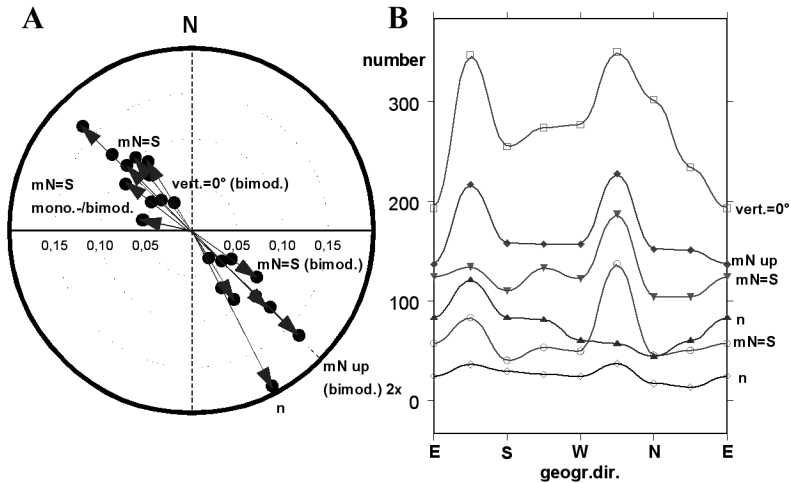 A
N
mN=S
mN=S
mono.-/bimod.
vert.=0° (bimod.)
0,15 0,10 0,05 0,05 0,10 0,15
mN=S (bimod.)
mN up
(bimod.) 2x
n
B
number
300
200
100
0
vert.=0°
mN up
mN=S
n
mN=S
n
E S W N E
geogr.dir.